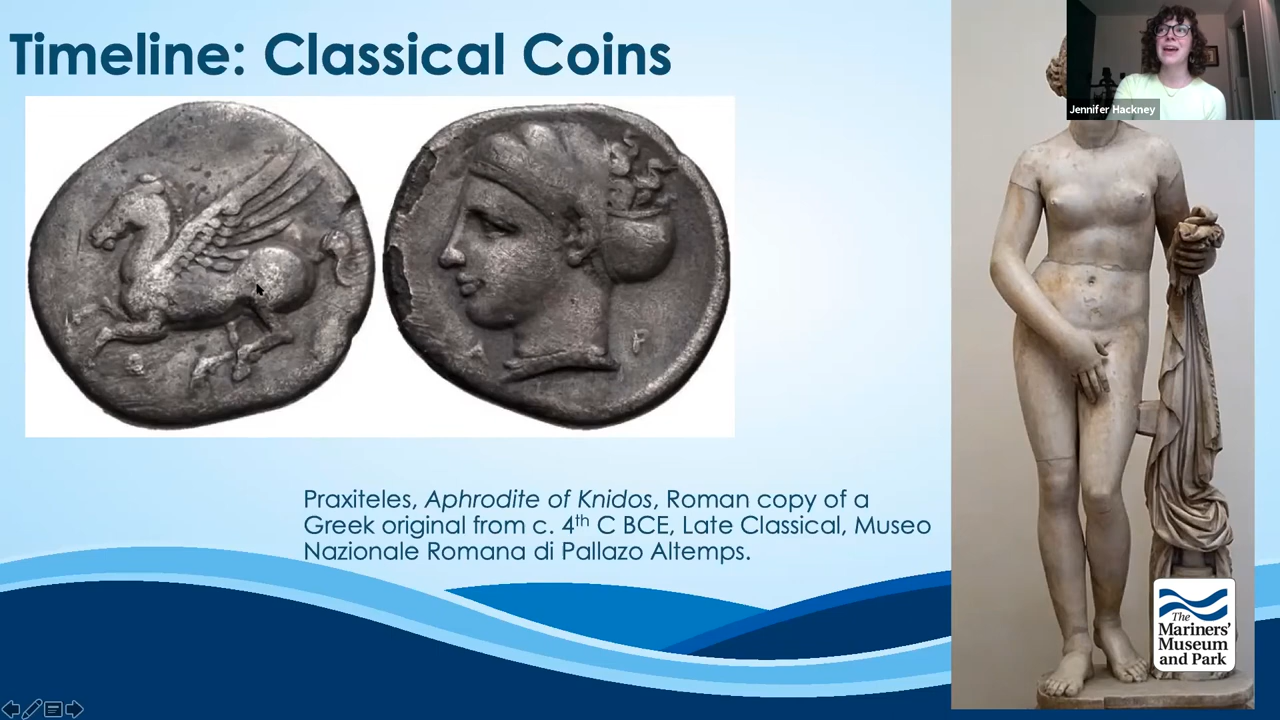 Timeline: Classical Coins
Jennifer Hackney
Praxiteles, Aphrodite of Knidos, Roman copy of a
Greek original from c. 4th C BCE, Late Classical, Museo
Nazionale Romana di Pallazo Altemps.
The
Mariners'
Museum
and Park